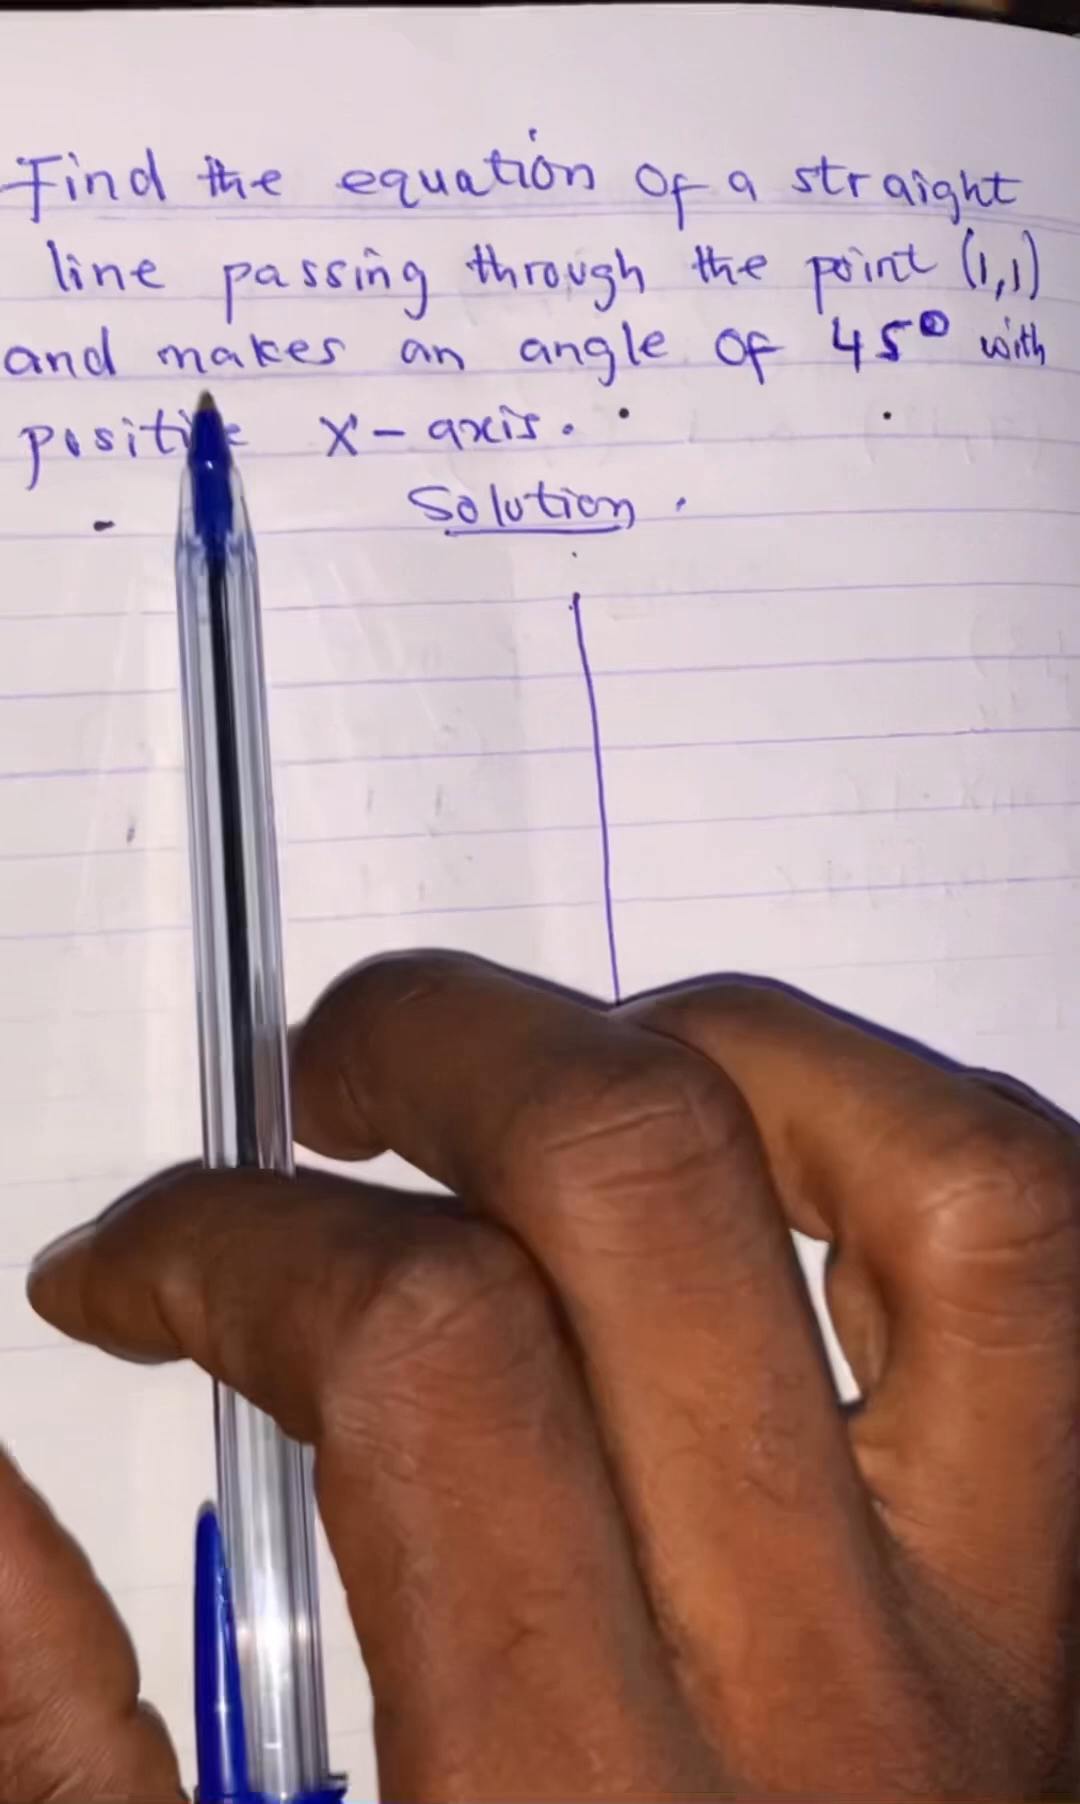 Find the equation of a straight
line passing through the point (1,1)
and makes an angle of 45° with
positive x-axis.
Solution.